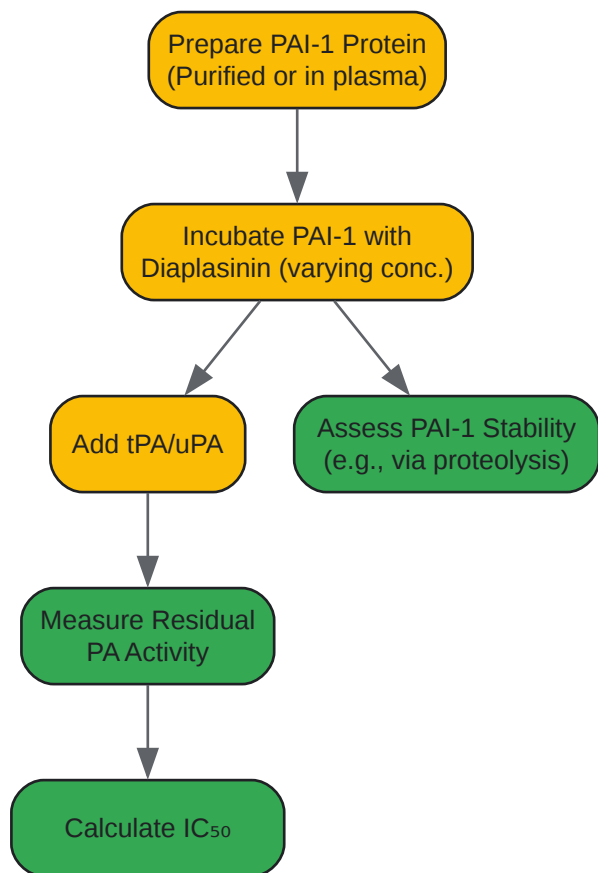 Prepare PAI-1 Protein
(Purified or in plasma)
Incubate PAI-1 with
Diaplasinin (varying conc.)
Add tPA/uPA
Assess PAI-1 Stability
(e.g., via proteolysis)
Measure Residual
PA Activity
Calculate IC₅₀